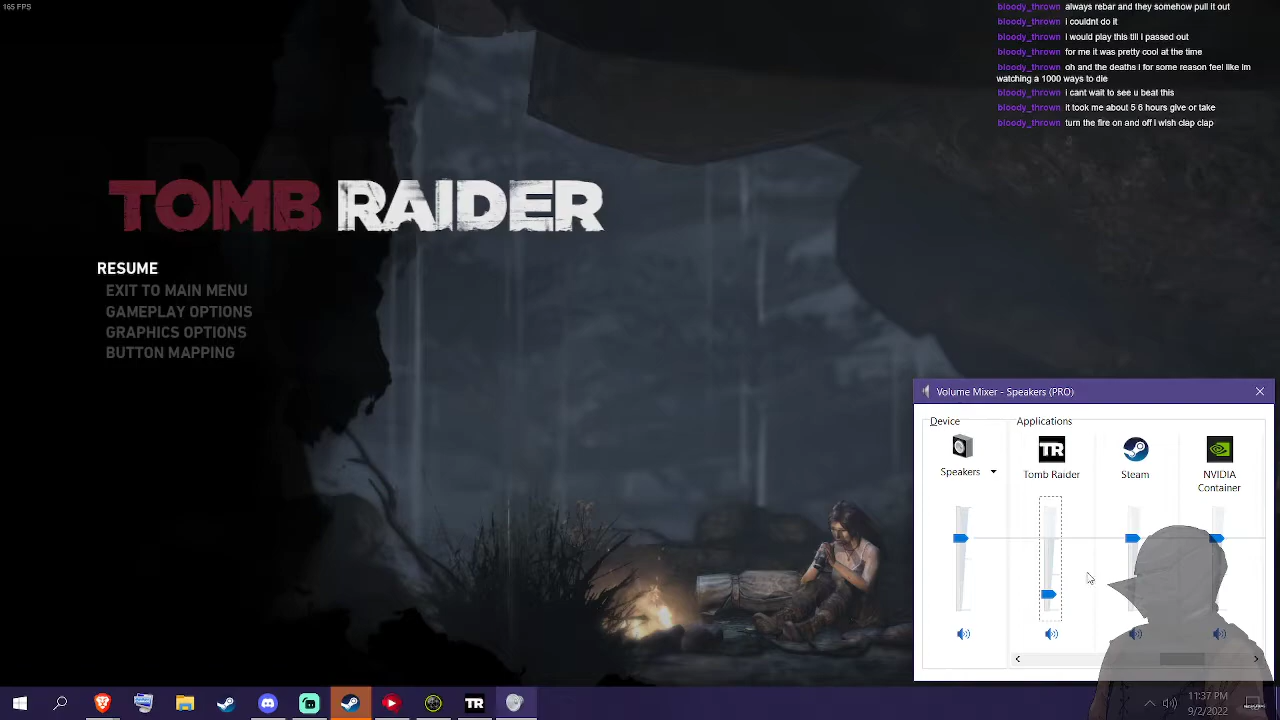 165 FPS
bloody_thrown always rebar and they somehow pull it out
bloody_thrown i couldnt do it
bloody_thrown I would play this till I passed out
bloody_thrown for me it was pretty cool at the time
bloody_thrown oh and the deaths I for some reason feel like Im
watching a 1000 ways to die
bloody_thrown i cant wait to see u beat this
bloody_thrown it took me about 5 6 hours give or take
bloody_thrown turn the fire on and off I wish clap clap
TOMB RAIDER
RESUME
EXIT TO MAIN MENU
GAMEPLAY OPTIONS
GRAPHICS OPTIONS
BUTTON MAPPING
Volume Mixer - Speakers (PRO)
Device
Applications
TR
Speakers
Tomb Raider
Steam
NVIDIA
Container
TR
11:37 PM
9/2/2022